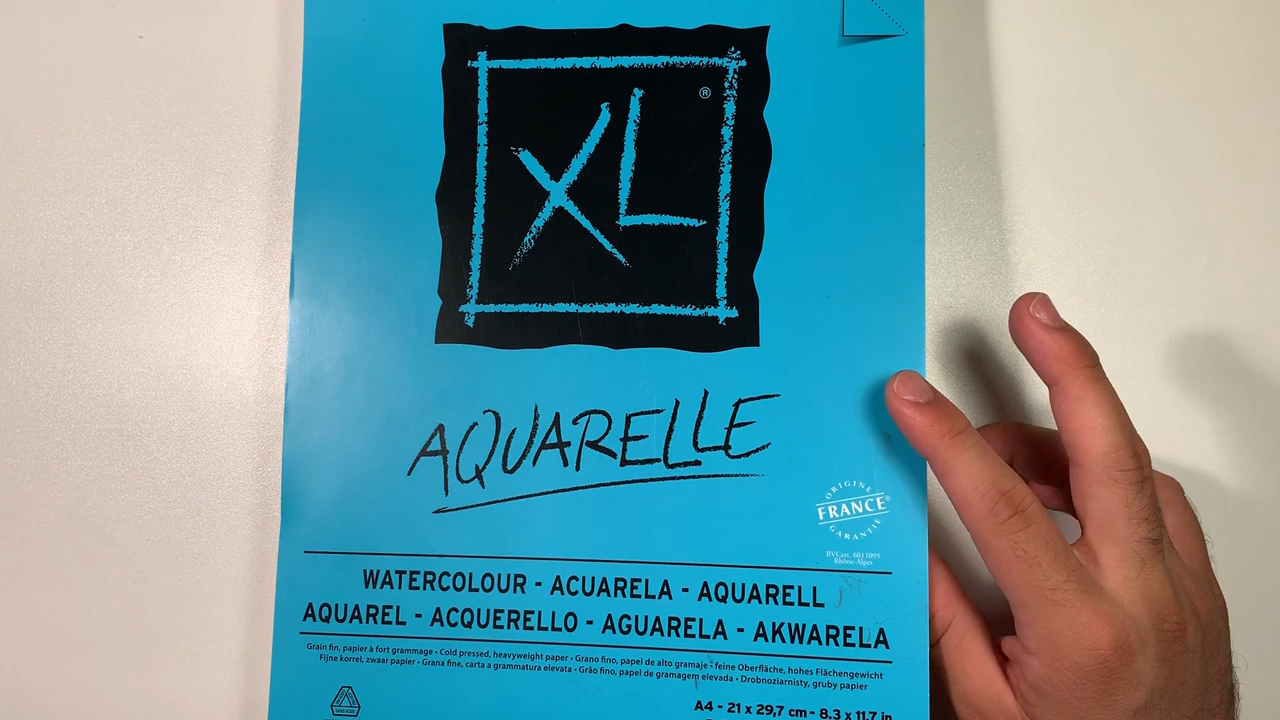 XL ®
AQUARELLE
ORIGINE
FRANCE®
GARANTIE
BVCert. 6011095
Rhône-Alpes
WATERCOLOUR - ACUARELA - AQUARELL
AQUAREL - ACQUERELLO - AGUARELA - AKWARELA
Grain fin, papier à fort grammage • Cold pressed, heavyweight paper • Grano fino, papel de alto gramaje • feine Oberfläche, hohes Flächengewicht
Fijne korrel, zwaar papier • Grana fine, carta a grammatura elevata • Grão fino, papel de gramagem elevada • Drobnoziarnisty, gruby papier
A4 - 21 x 29,7 cm - 8.3 x 11.7 in